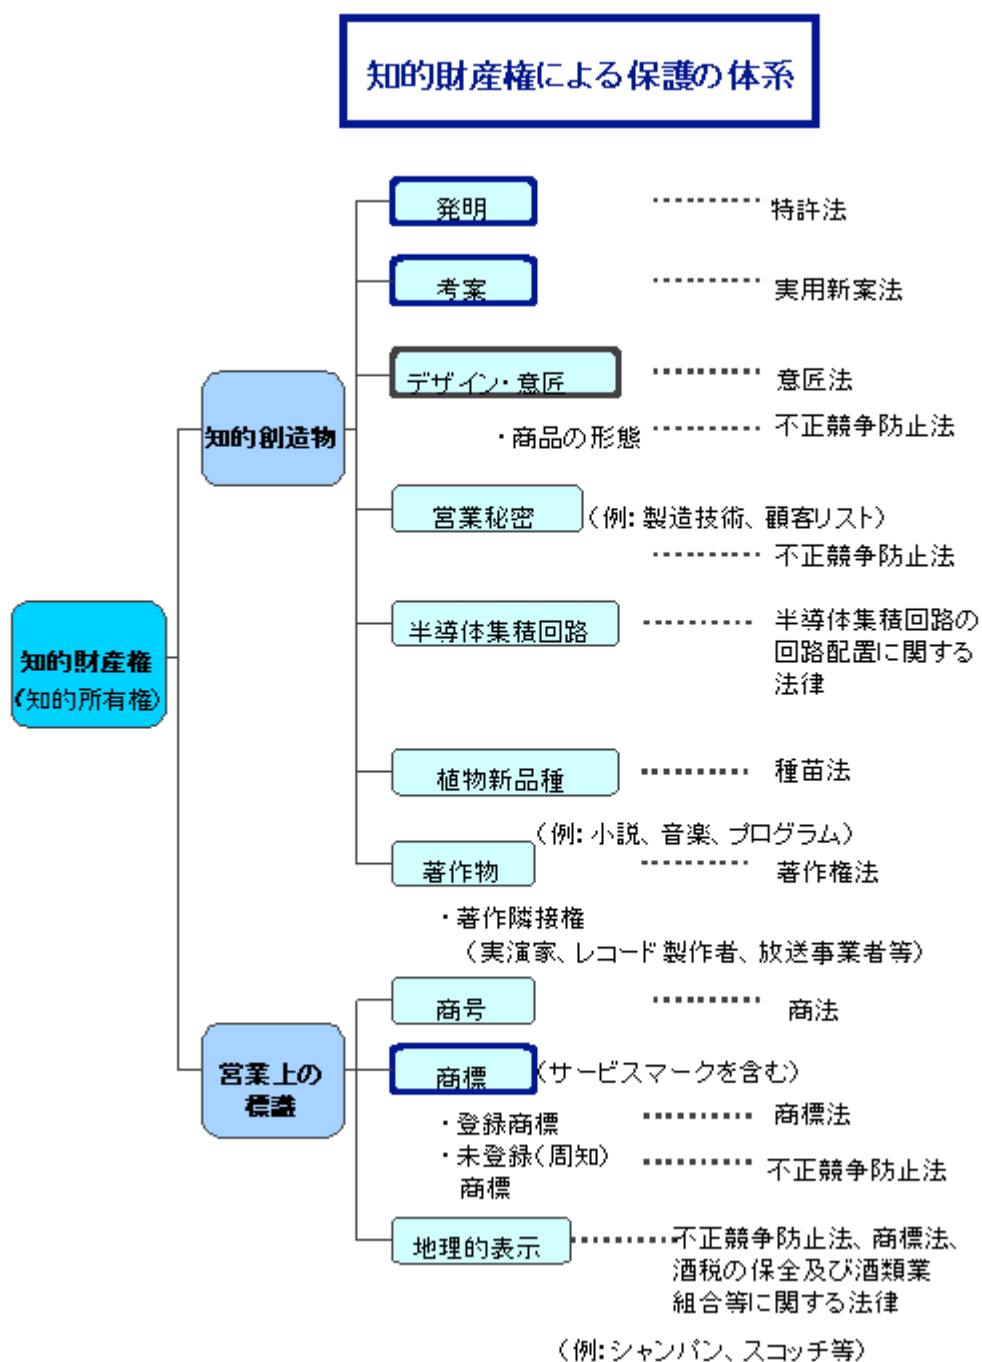 知的財産権による保護の体系
発明 特許法
考案 実用新案法
デザイン・意匠 意匠法
・商品の形態 不正競争防止法
知的創造物
営業秘密 (例:製造技術、顧客リスト)
不正競争防止法
半導体集積回路 半導体集積回路の
回路配置に関する
法律
知的財産権
(知的所有権)
植物新品種 種苗法
(例:小説、音楽、プログラム)
著作物 著作権法
・著作隣接権
(実演家、レコード製作者、放送事業者等)
商号 商法
営業上の
標識
商標 (サービスマークを含む)
・登録商標 商標法
・未登録(周知) 不正競争防止法
商標
地理的表示 不正競争防止法、商標法、
酒税の保全及び酒類業
組合等に関する法律
(例:シャンパン、スコッチ等)